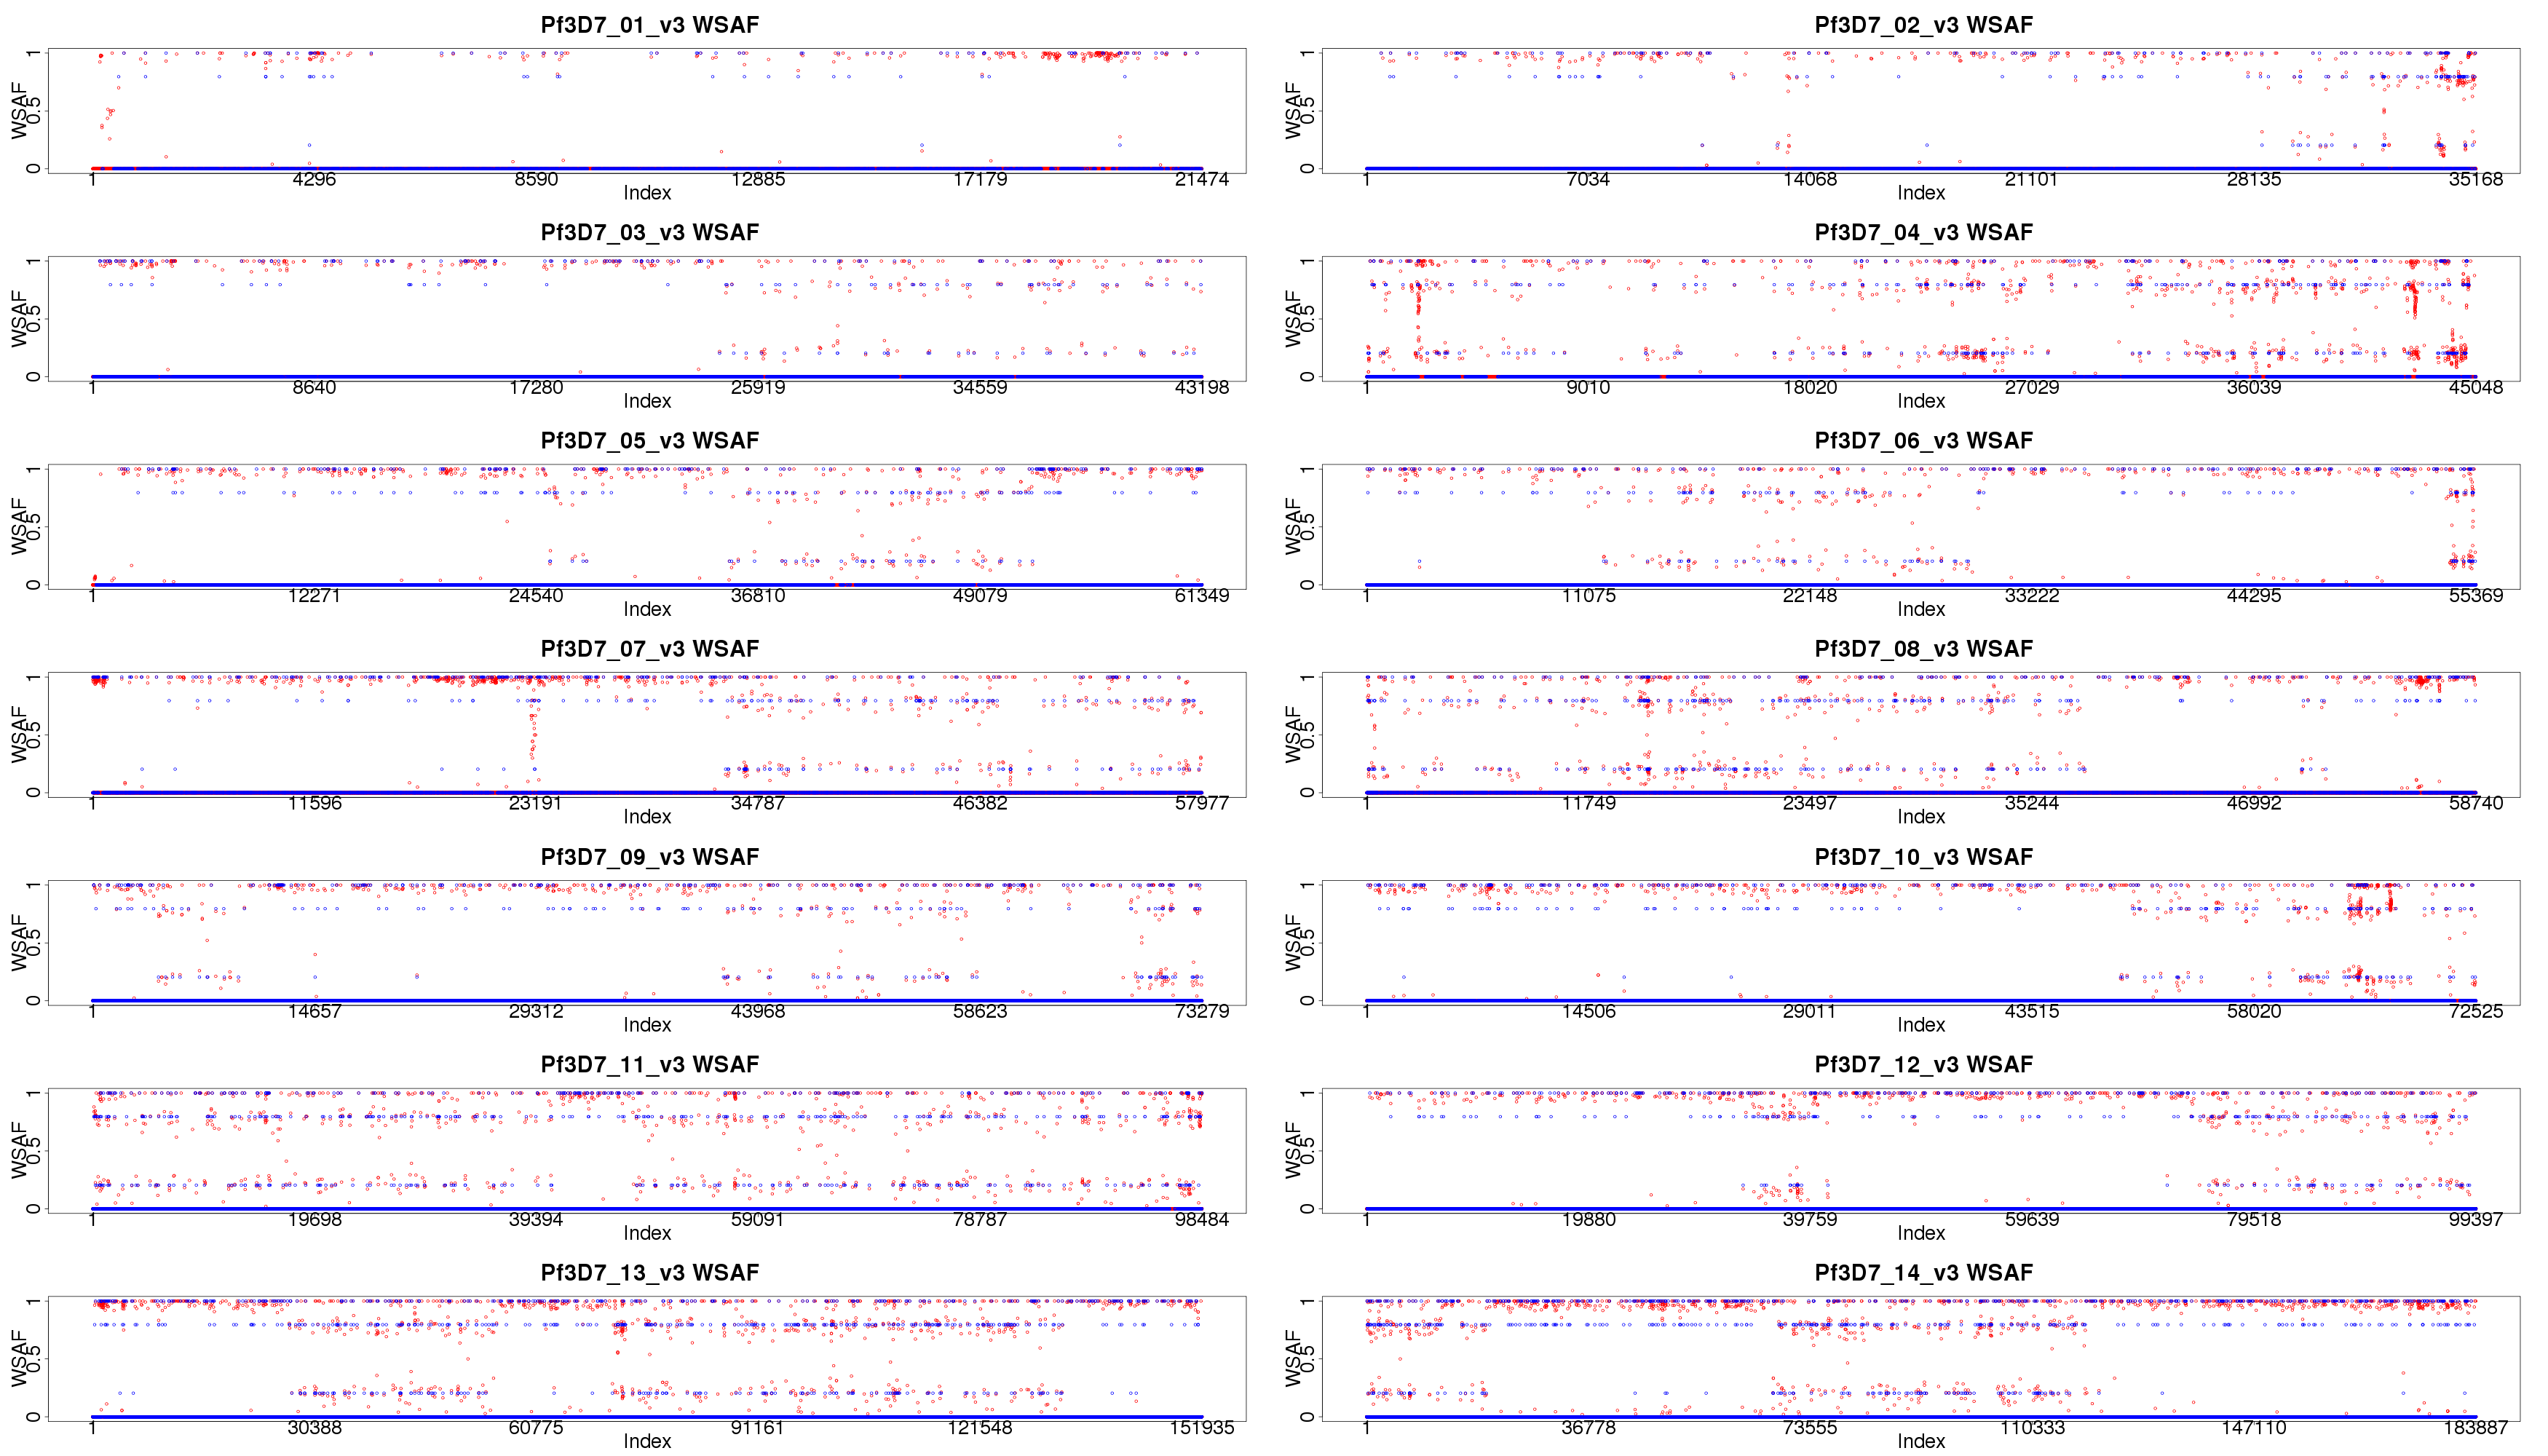 Pf3D7_01_v3 WSAF
WSAF
0 0.5 1
1 4296 8590 12885 17179 21474
Index
Pf3D7_02_v3 WSAF
WSAF
0 0.5 1
1 7034 14068 21101 28135 35168
Index
Pf3D7_03_v3 WSAF
WSAF
0 0.5 1
1 8640 17280 25919 34559 43198
Index
Pf3D7_04_v3 WSAF
WSAF
0 0.5 1
1 9010 18020 27029 36039 45048
Index
Pf3D7_05_v3 WSAF
WSAF
0 0.5 1
1 12271 24540 36810 49079 61349
Index
Pf3D7_06_v3 WSAF
WSAF
0 0.5 1
1 11075 22148 33222 44295 55369
Index
Pf3D7_07_v3 WSAF
WSAF
0 0.5 1
1 11596 23191 34787 46382 57977
Index
Pf3D7_08_v3 WSAF
WSAF
0 0.5 1
1 11749 23497 35244 46992 58740
Index
Pf3D7_09_v3 WSAF
WSAF
0 0.5 1
1 14657 29312 43968 58623 73279
Index
Pf3D7_10_v3 WSAF
WSAF
0 0.5 1
1 14506 29011 43515 58020 72525
Index
Pf3D7_11_v3 WSAF
WSAF
0 0.5 1
1 19698 39394 59091 78787 98484
Index
Pf3D7_12_v3 WSAF
WSAF
0 0.5 1
1 19880 39759 59639 79518 99397
Index
Pf3D7_13_v3 WSAF
WSAF
0 0.5 1
1 30388 60775 91161 121548 151935
Index
Pf3D7_14_v3 WSAF
WSAF
0 0.5 1
1 36778 73555 110333 147110 183887
Index